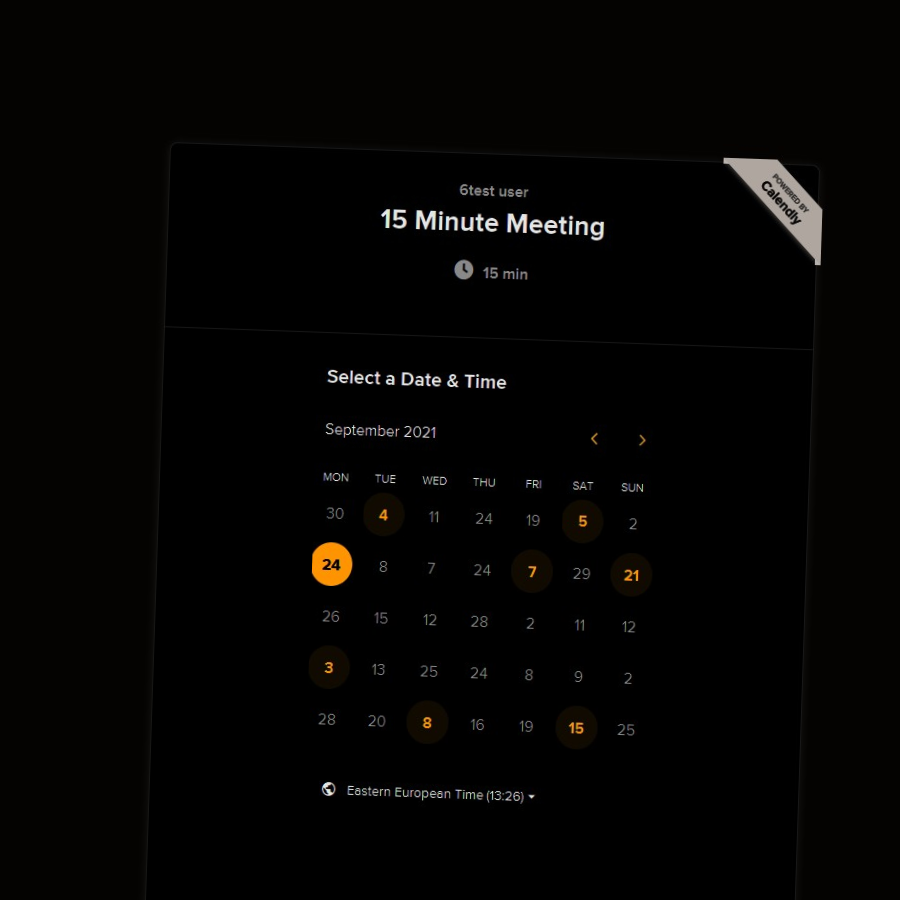 6test user
15 Minute Meeting
15 min
POWERED BY
Calendly
Select a Date & Time
September 2021
MON TUE WED THU FRI SAT SUN
30 4 11 24 19 5 2
24 8 7 24 7 29 21
26 15 12 28 2 11 12
3 13 25 24 8 9 2
28 20 8 16 19 15 25
Eastern European Time (13:26)